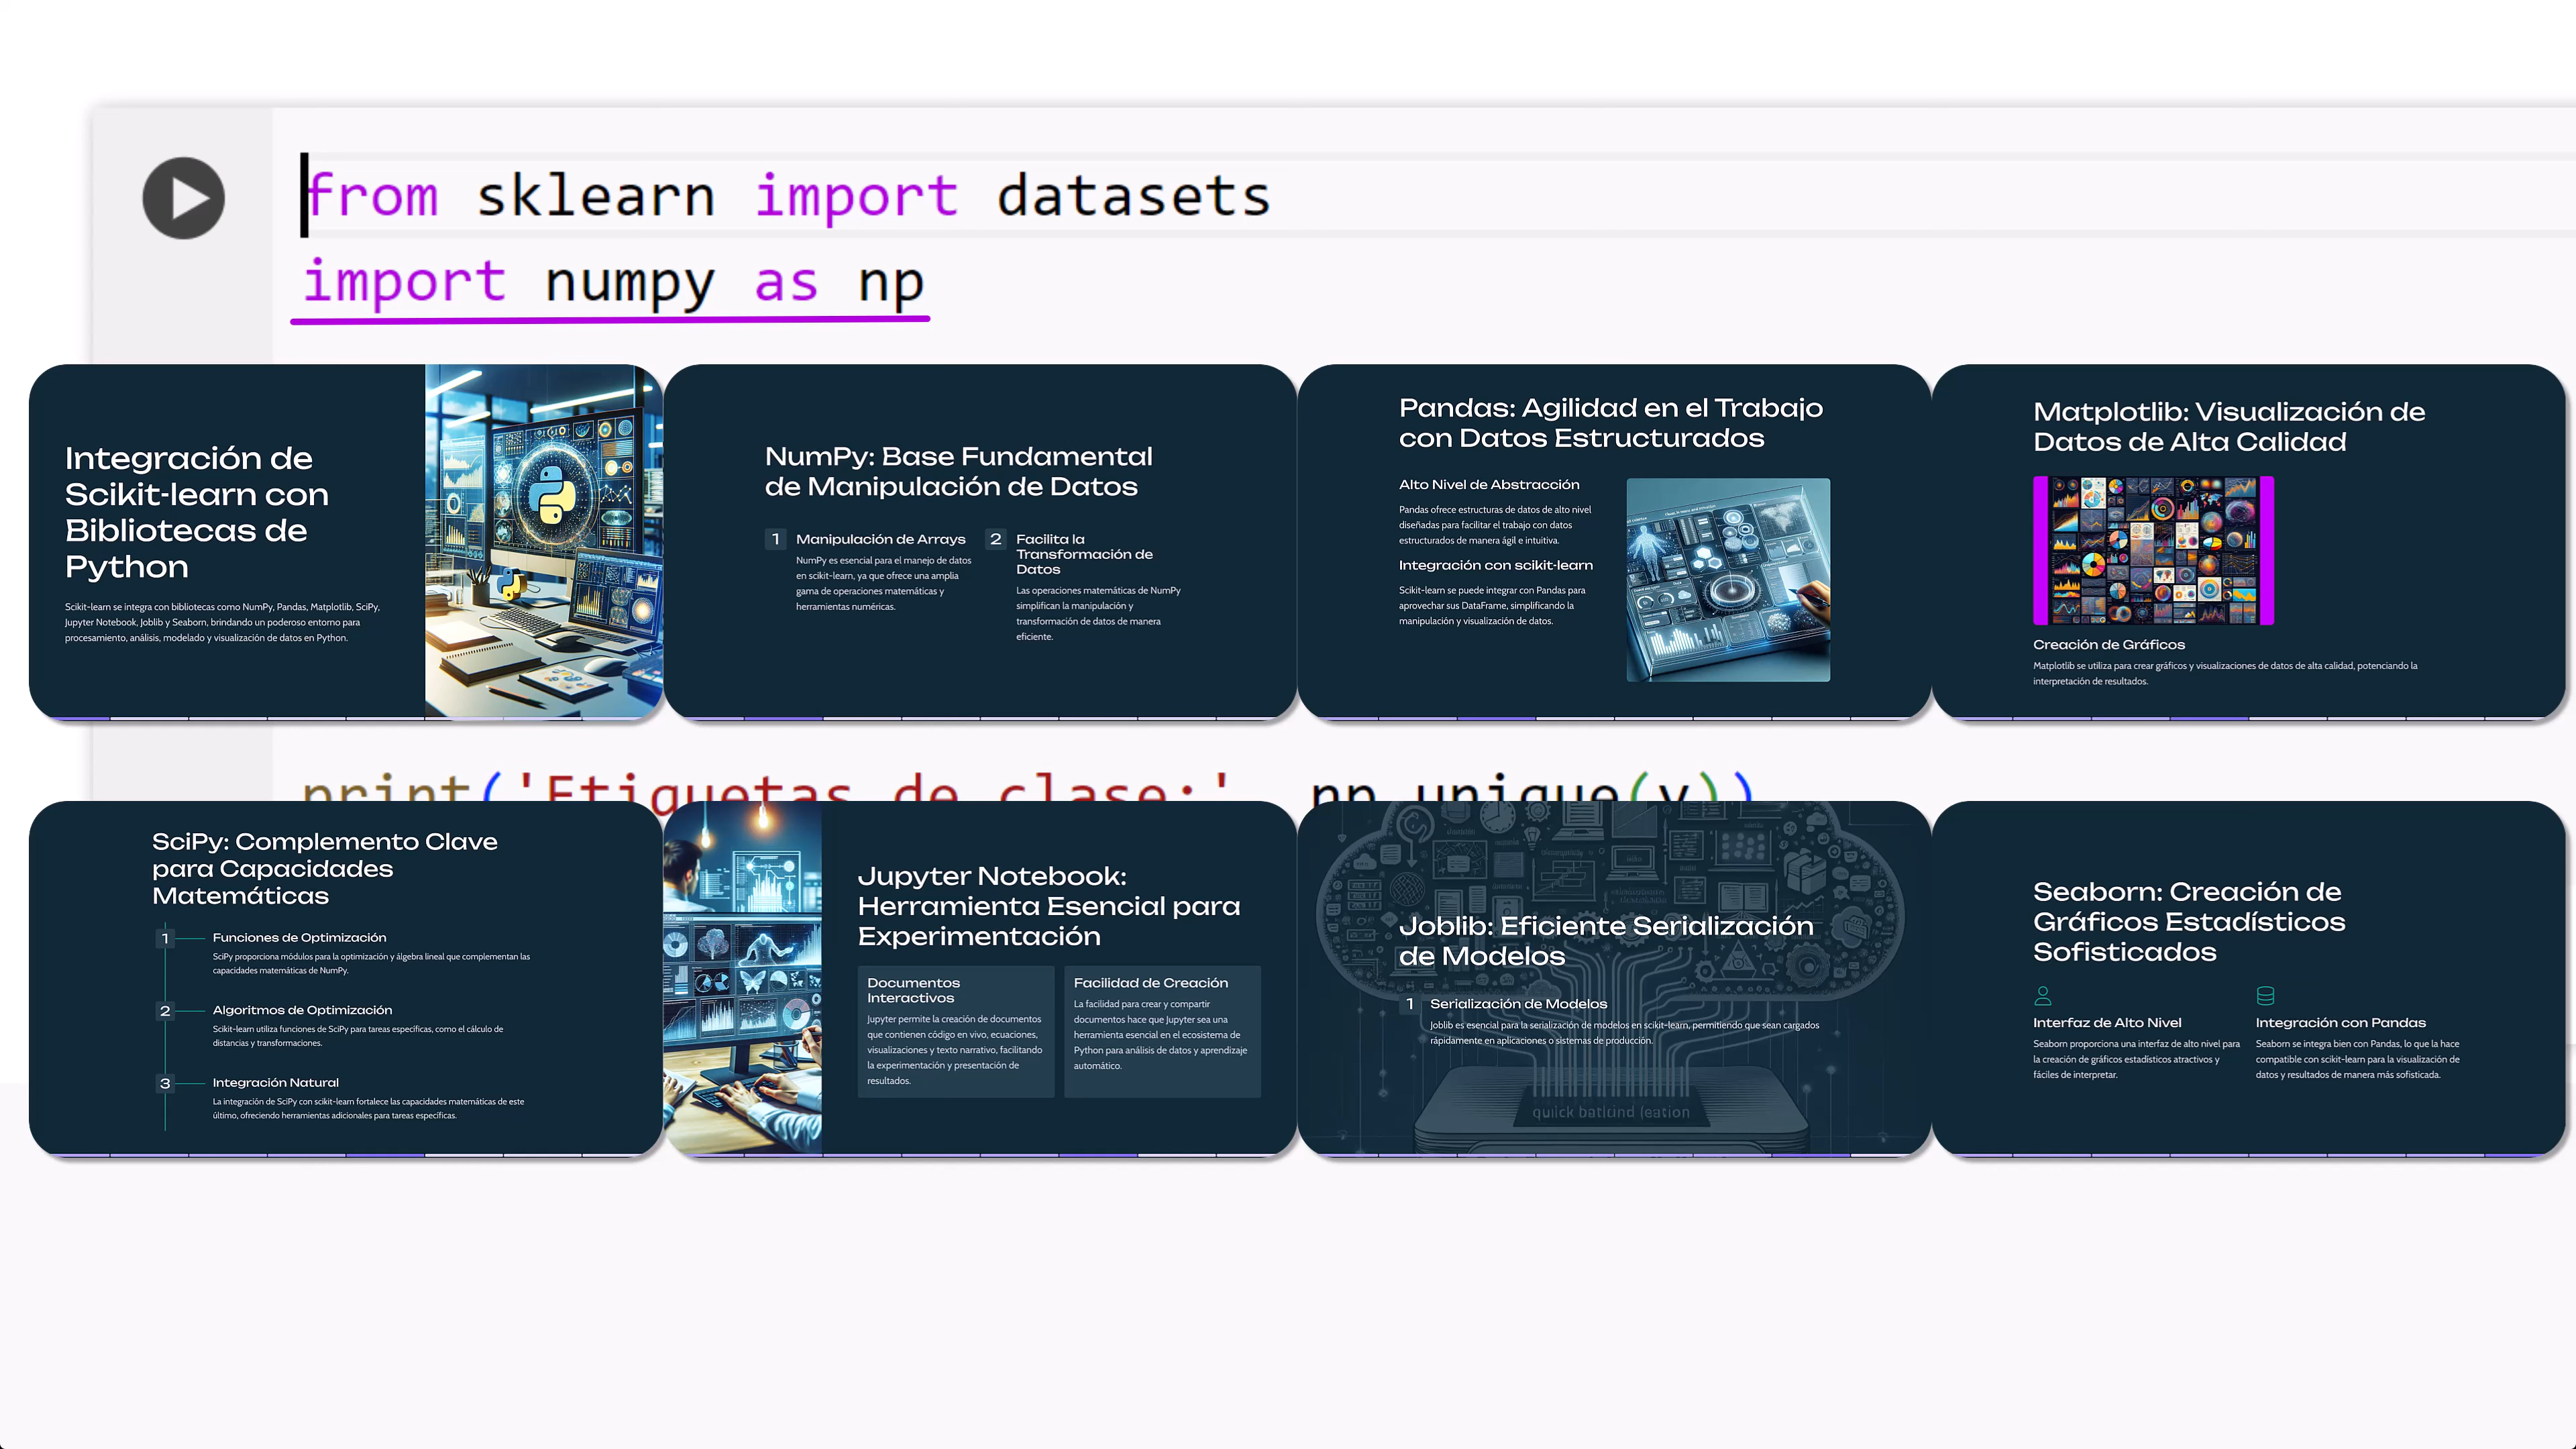 from sklearn import datasets
import numpy as np
Integración de
Scikit-learn con
Bibliotecas de
Python
Scikit-learn se integra con bibliotecas como NumPy, Pandas, Matplotlib, SciPy,
Jupyter Notebook, Joblib y Seaborn, brindando un poderoso entorno para
procesamiento, análisis, modelado y visualización de datos en Python.
NumPy: Base Fundamental
de Manipulación de Datos
1 Manipulación de Arrays
NumPy es esencial para el manejo de datos
en scikit-learn, ya que ofrece una amplia
gama de operaciones matemáticas y
herramientas numéricas.
2 Facilita la
Transformación de
Datos
Las operaciones matemáticas de NumPy
simplifican la manipulación y
transformación de datos de manera
eficiente.
Pandas: Agilidad en el Trabajo
con Datos Estructurados
Alto Nivel de Abstracción
Pandas ofrece estructuras de datos de alto nivel
diseñadas para facilitar el trabajo con datos
estructurados de manera ágil e intuitiva.
Integración con scikit-learn
Scikit-learn se puede integrar con Pandas para
aprovechar sus DataFrame, simplificando la
manipulación y visualización de datos.
Matplotlib: Visualización de
Datos de Alta Calidad
Creación de Gráficos
Matplotlib se utiliza para crear gráficos y visualizaciones de datos de alta calidad, potenciando la
interpretación de resultados.
print('Etiquetas de clase:' np unique(y))
SciPy: Complemento Clave
para Capacidades
Matemáticas
1 Funciones de Optimización
SciPy proporciona módulos para la optimización y álgebra lineal que complementan las
capacidades matemáticas de NumPy.
2 Algoritmos de Optimización
Scikit-learn utiliza funciones de SciPy para tareas específicas, como el cálculo de
distancias y transformaciones.
3 Integración Natural
La integración de SciPy con scikit-learn fortalece las capacidades matemáticas de este
último, ofreciendo herramientas adicionales para tareas específicas.
Jupyter Notebook:
Herramienta Esencial para
Experimentación
Documentos
Interactivos
Jupyter permite la creación de documentos
que contienen código en vivo, ecuaciones,
visualizaciones y texto narrativo, facilitando
la experimentación y presentación de
resultados.
Facilidad de Creación
La facilidad para crear y compartir
documentos hace que Jupyter sea una
herramienta esencial en el ecosistema de
Python para análisis de datos y aprendizaje
automático.
Joblib: Eficiente Serialización
de Modelos
1 Serialización de Modelos
Joblib es esencial para la serialización de modelos en scikit-learn, permitiendo que sean cargados
rápidamente en aplicaciones o sistemas de producción.
quick batlcind (eation
Seaborn: Creación de
Gráficos Estadísticos
Sofisticados
Interfaz de Alto Nivel
Seaborn proporciona una interfaz de alto nivel para
la creación de gráficos estadísticos atractivos y
fáciles de interpretar.
Integración con Pandas
Seaborn se integra bien con Pandas, lo que la hace
compatible con scikit-learn para la visualización de
datos y resultados de manera más sofisticada.